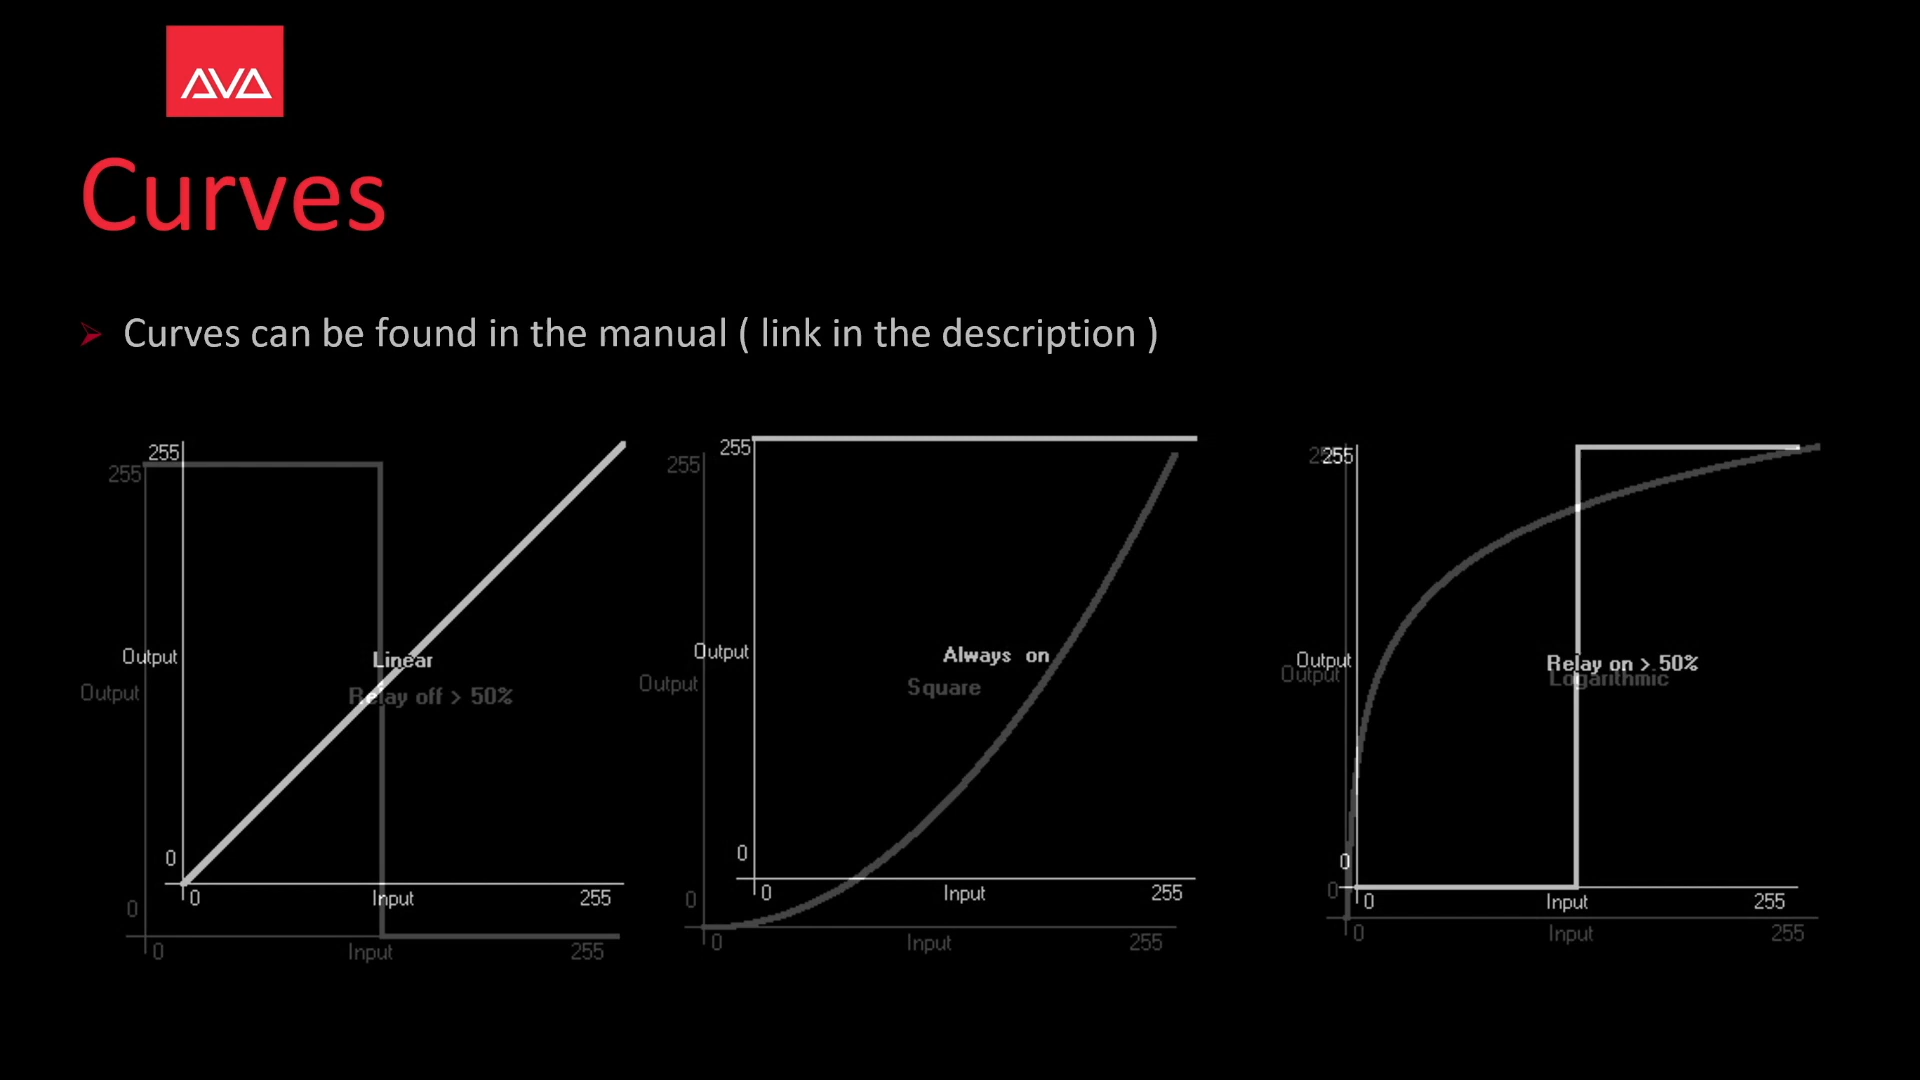 AVA
Curves
Curves can be found in the manual ( link in the description )
255
Output
Linear
0
0 Input 255
255
Output
Relay off > 50%
0
0 Input 255
255
Output
Always on
0
0 Input 255
255
Output
Square
0
0 Input 255
255
Output
Relay on > 50%
0
0 Input 255
255
Output
Logarithmic
0
0 Input 255